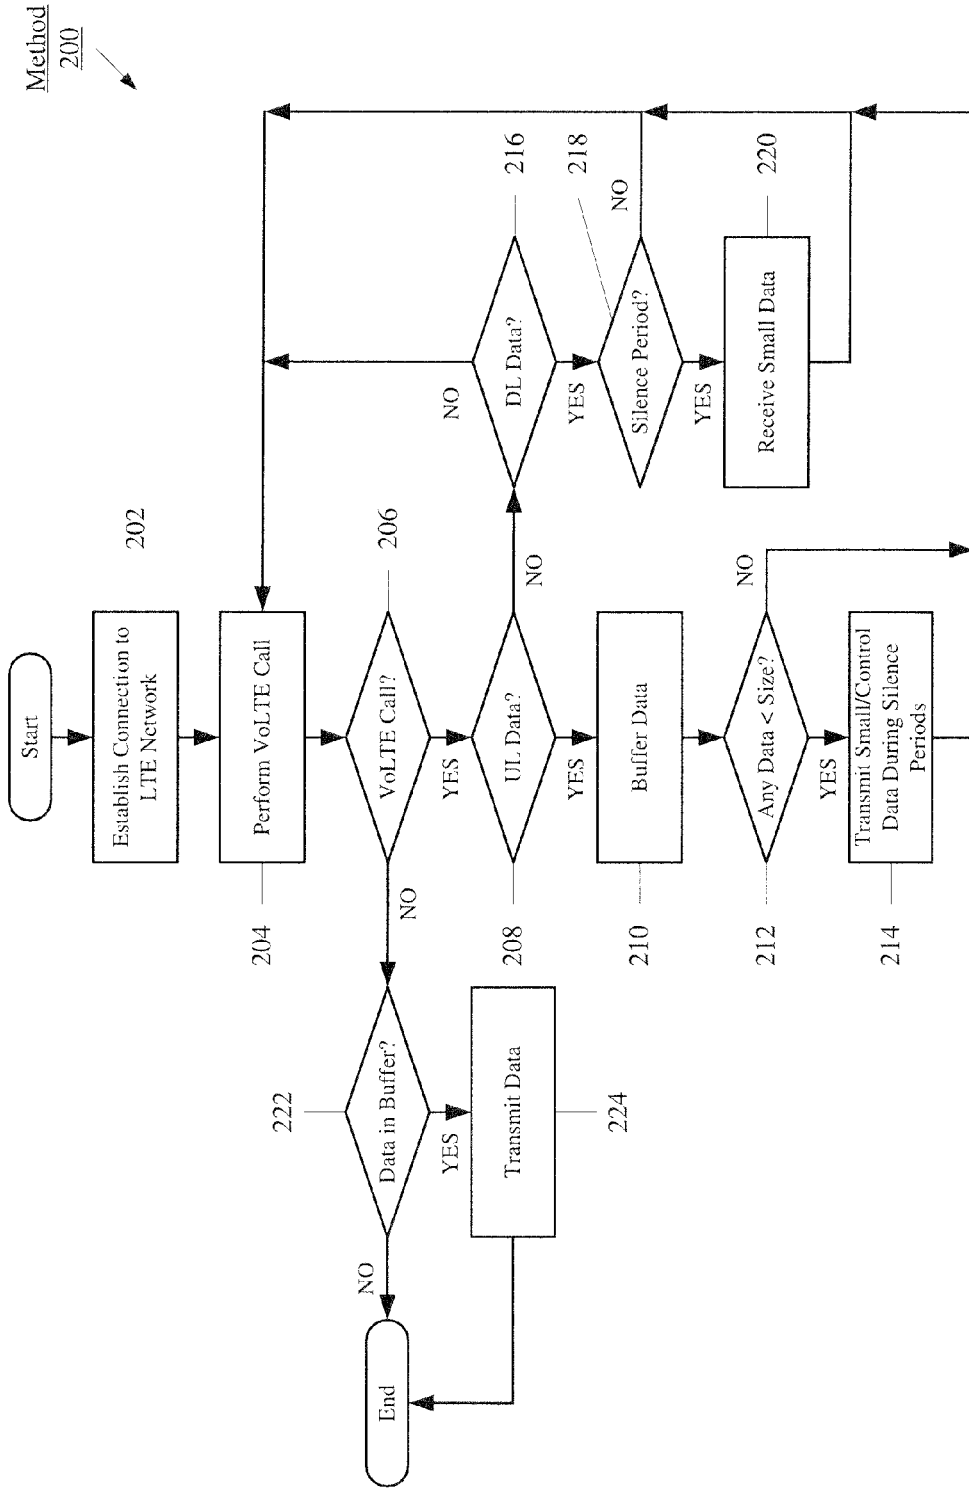 Method
200
Start
Establish Connection to
LTE Network
202
Perform VoLTE Call
204
VoLTE Call?
206
NO
YES
Data in Buffer?
222
NO
YES
End
Transmit Data
224
UL Data?
208
NO
YES
DL Data?
216
NO
YES
Silence Period?
218
NO
YES
Receive Small Data
220
Buffer Data
210
Any Data < Size?
212
NO
YES
Transmit Small/Control
Data During Silence
Periods
214